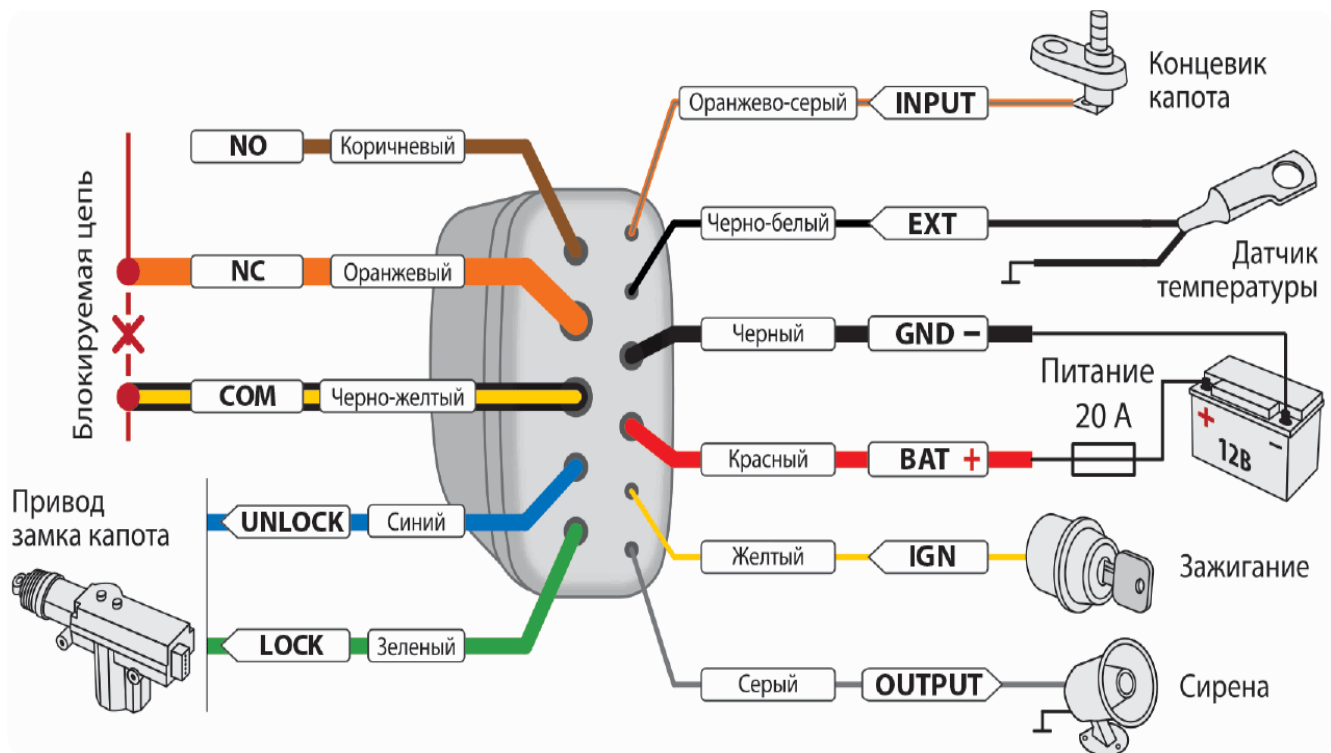 Блокируемая цепь
NO
Коричневый
NC
Оранжевый
COM
Черно-желтый
Привод
замка капота
UNLOCK
Синий
LOCK
Зеленый
Оранжево-серый
INPUT
Концевик
капота
Черно-белый
EXT
Датчик
температуры
Черный
GND –
Питание
20 А
Красный
BAT +
+
–
12В
Желтый
IGN
Зажигание
Серый
OUTPUT
Сирена